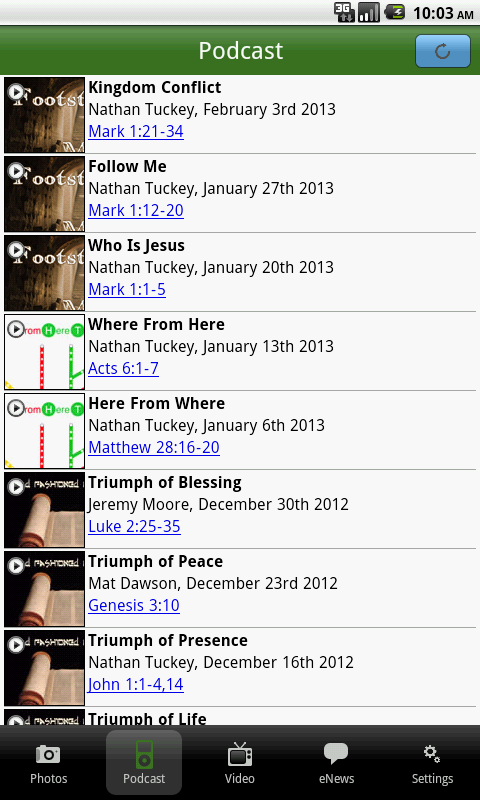 3G 10:03 AM
Podcast
Footst
Kingdom Conflict
Nathan Tuckey, February 3rd 2013
Mark 1:21-34
Footst
Follow Me
Nathan Tuckey, January 27th 2013
Mark 1:12-20
Footst
Who Is Jesus
Nathan Tuckey, January 20th 2013
Mark 1:1-5
rom Here T
Where From Here
Nathan Tuckey, January 13th 2013
Acts 6:1-7
rom Here T
Here From Where
Nathan Tuckey, January 6th 2013
Matthew 28:16-20
d Fashioned
Triumph of Blessing
Jeremy Moore, December 30th 2012
Luke 2:25-35
d Fashioned
Triumph of Peace
Mat Dawson, December 23rd 2012
Genesis 3:10
d Fashioned
Triumph of Presence
Nathan Tuckey, December 16th 2012
John 1:1-4,14
d Fashioned
Triumph of Life
Photos Podcast Video eNews Settings